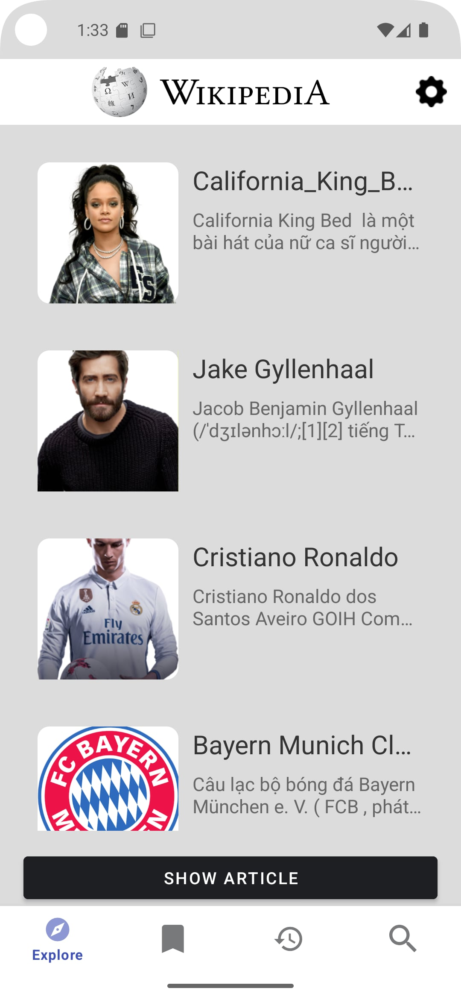 1:33
WIKIPEDIA
California_King_B...
California King Bed là một
bài hát của nữ ca sĩ người...
Jake Gyllenhaal
Jacob Benjamin Gyllenhaal
(/ˈdʒɪlənhɔːl/;[1][2] tiếng T...
Cristiano Ronaldo
Fly
Emirates
adidas
Cristiano Ronaldo dos
Santos Aveiro GOIH Com...
FC BAYERN
Bayern Munich Cl...
Câu lạc bộ bóng đá Bayern
München e. V. ( FCB , phát...
SHOW ARTICLE
Explore